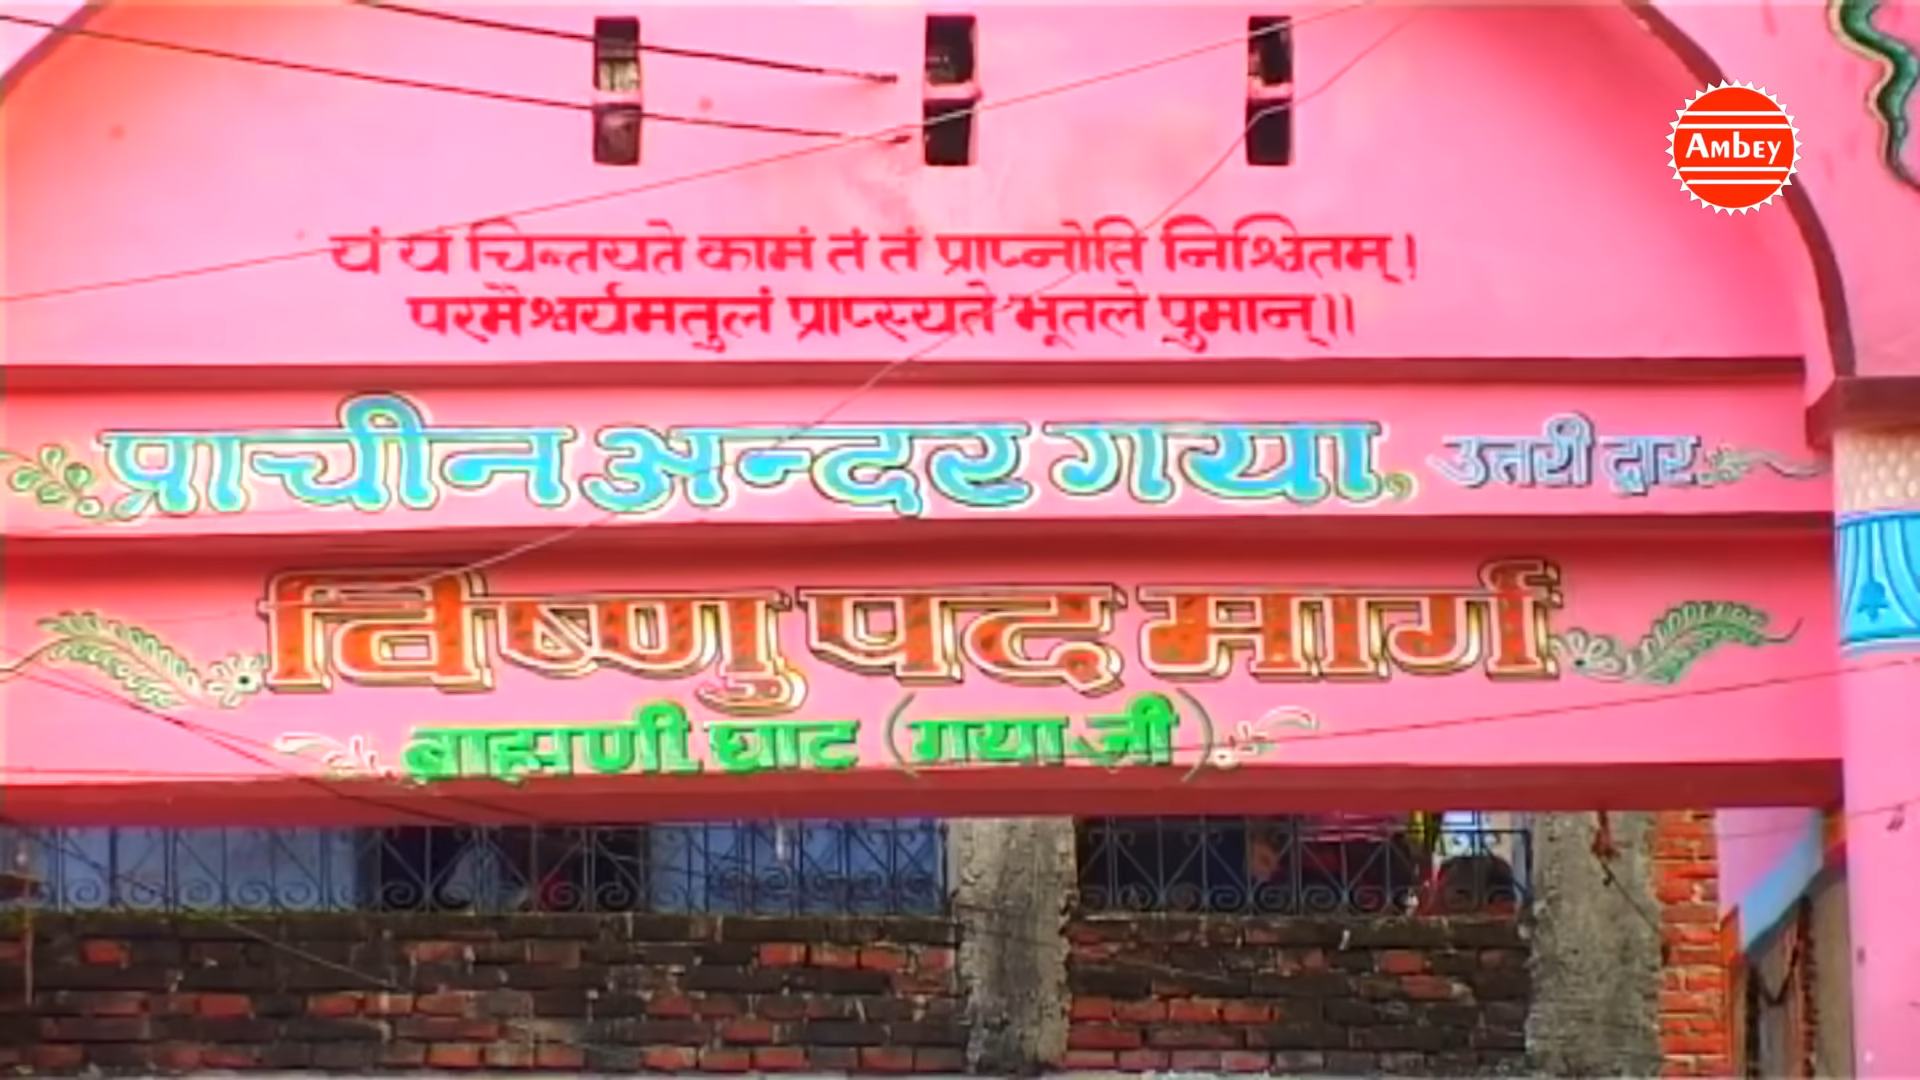 AMBEY
यं यं चिन्तयते कामं तं तं प्राप्नोति निश्चितम्।
परमैश्वर्यमतुलं प्राप्स्यते भूतले पुमान्॥
प्राचीन अन्दर गया, उत्तरी द्वार.
विष्णु पद मार्ग
ब्राह्मणी घाट (गया जी)